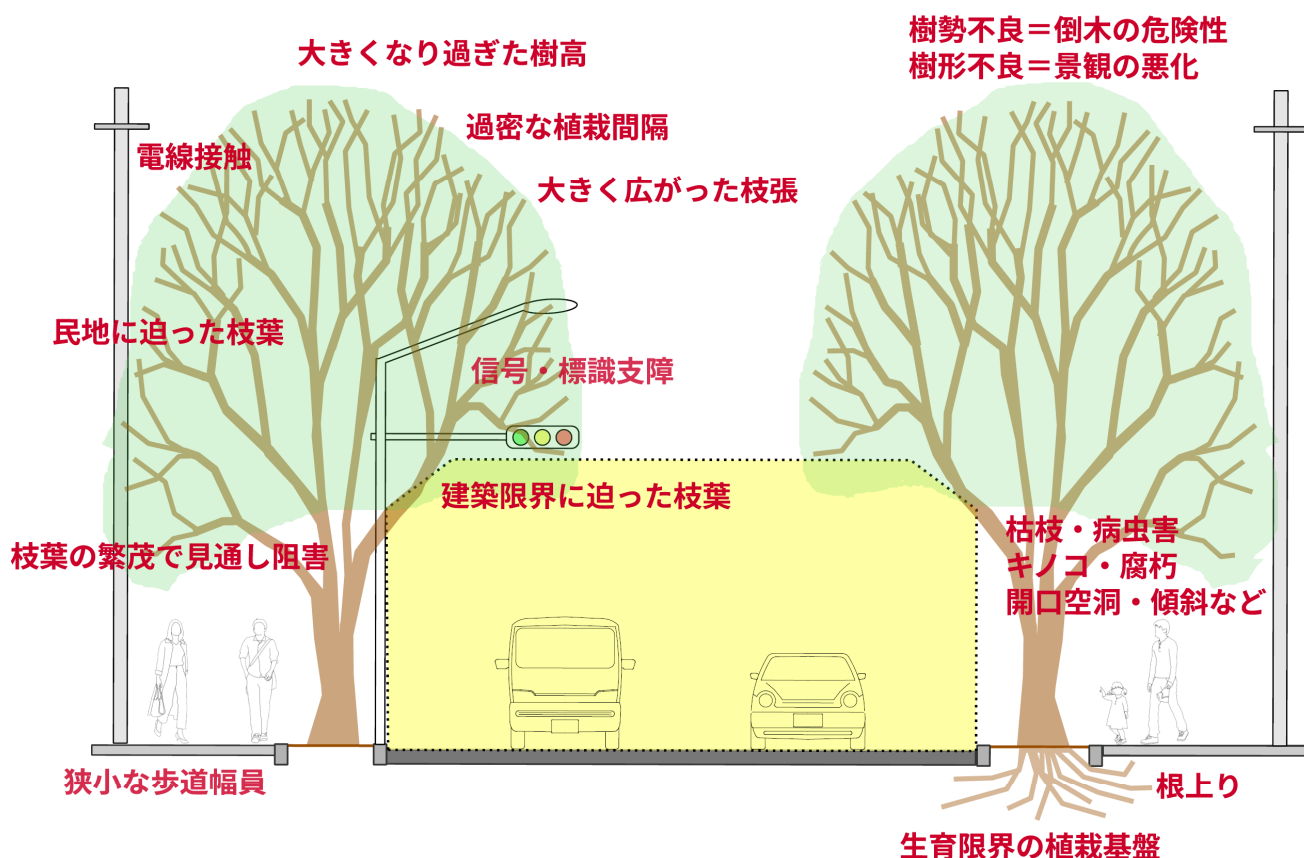 大きくなり過ぎた樹高
樹勢不良＝倒木の危険性
樹形不良＝景観の悪化
過密な植栽間隔
電線接触
大きく広がった枝張
民地に迫った枝葉
信号・標識支障
建築限界に迫った枝葉
枝葉の繁茂で見通し阻害
枯枝・病虫害
キノコ・腐朽
開口空洞・傾斜など
狭小な歩道幅員
根上り
生育限界の植栽基盤